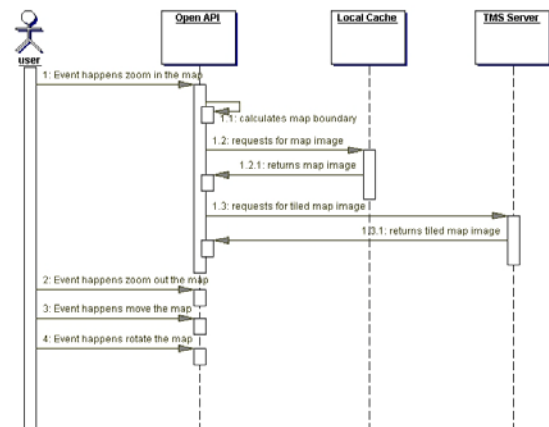 Open API
Local Cache
TMS Server
user
1: Event happens zoom in the map
1.1: calculates map boundary
1.2: requests for map image
1.2.1: returns map image
1.3: requests for tiled map image
1.3.1: returns tiled map image
2: Event happens zoom out the map
3: Event happens move the map
4: Event happens rotate the map